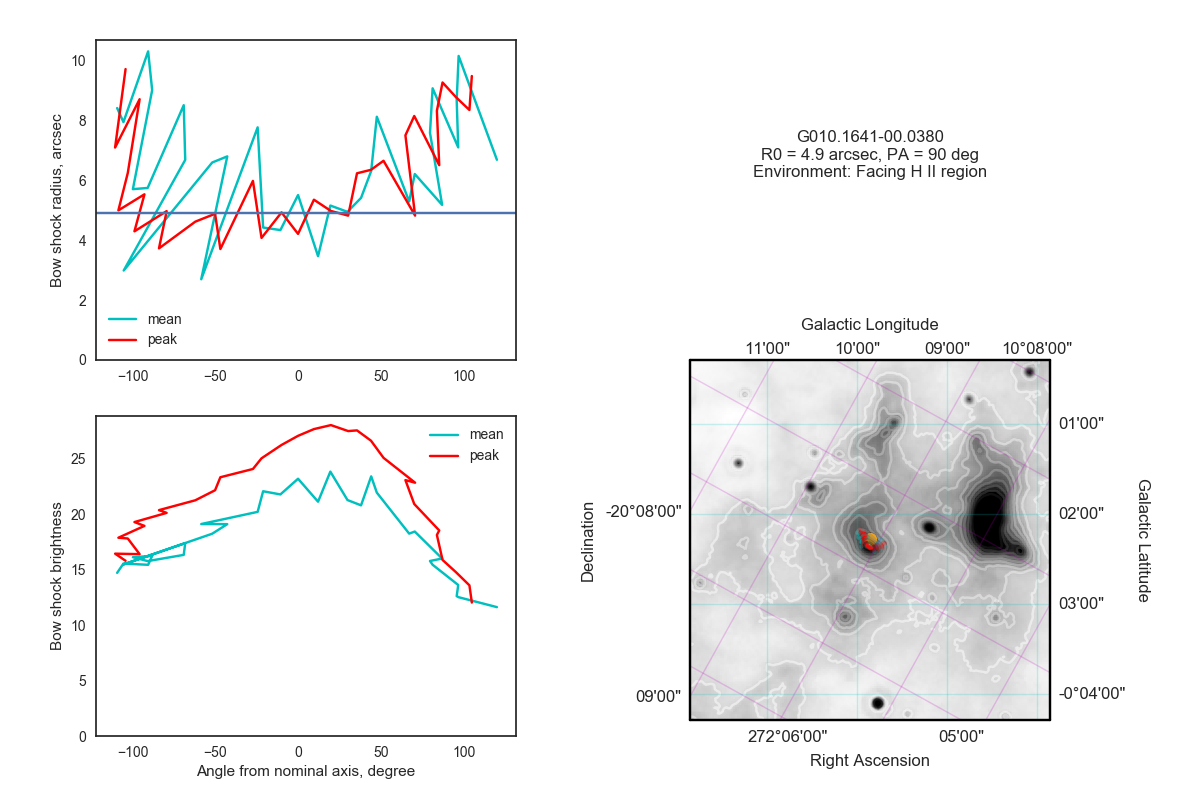 10
8
6
4
2
0
Bow shock radius, arcsec
mean
peak
−100
−50
0
50
100
25
20
15
10
5
0
Bow shock brightness
mean
peak
−100
−50
0
50
100
Angle from nominal axis, degree
G010.1641-00.0380
R0 = 4.9 arcsec, PA = 90 deg
Environment: Facing H II region
Galactic Longitude
11'00"
10'00"
09'00"
10°08'00"
01'00"
02'00"
03'00"
-0°04'00"
Galactic Latitude
-20°08'00"
09'00"
Declination
272°06'00"
05'00"
Right Ascension